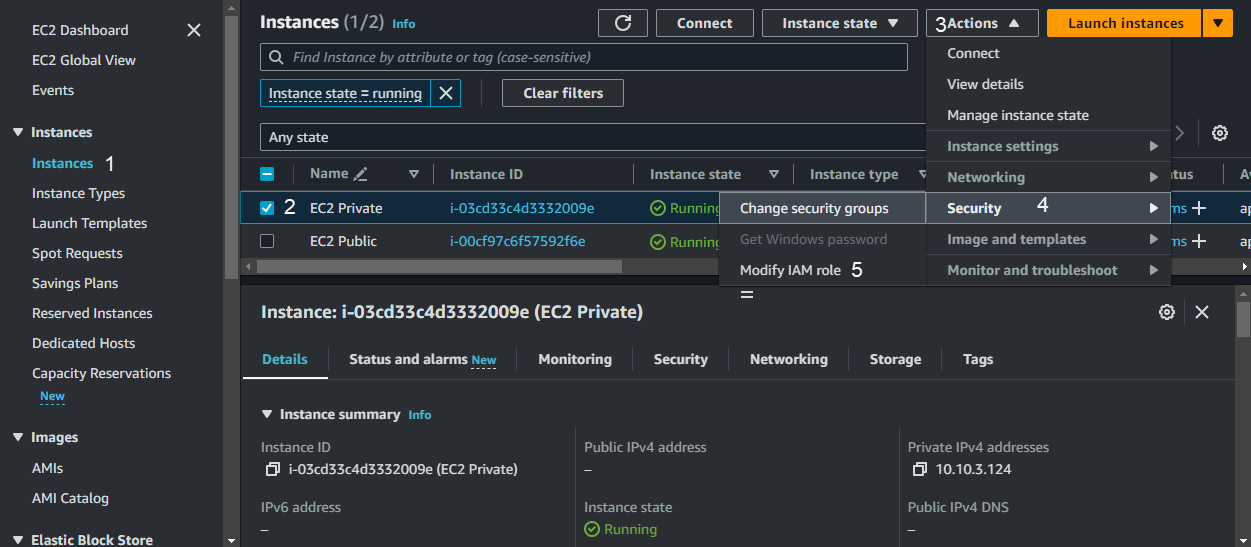 EC2 Dashboard
EC2 Global View
Events
Instances
Instances 1
Instance Types
Launch Templates
Spot Requests
Savings Plans
Reserved Instances
Dedicated Hosts
Capacity Reservations
New
Images
AMIs
AMI Catalog
Elastic Block Store
Instances (1/2) Info
Connect
Instance state
3 Actions
Launch instances
Find Instance by attribute or tag (case-sensitive)
Instance state = running
Clear filters
Any state
Name Instance ID Instance state Instance type
2 EC2 Private i-03cd33c4d3332009e Running
EC2 Public i-00cf97c6f57592f6e Running
Connect
View details
Manage instance state
Instance settings
Networking
Security 4
Image and templates
Monitor and troubleshoot
Change security groups
Get Windows password
Modify IAM role 5
Instance: i-03cd33c4d3332009e (EC2 Private)
Details Status and alarms New Monitoring Security Networking Storage Tags
Instance summary Info
Instance ID
i-03cd33c4d3332009e (EC2 Private)
Public IPv4 address
–
Private IPv4 addresses
10.10.3.124
IPv6 address
–
Instance state
Running
Public IPv4 DNS
–